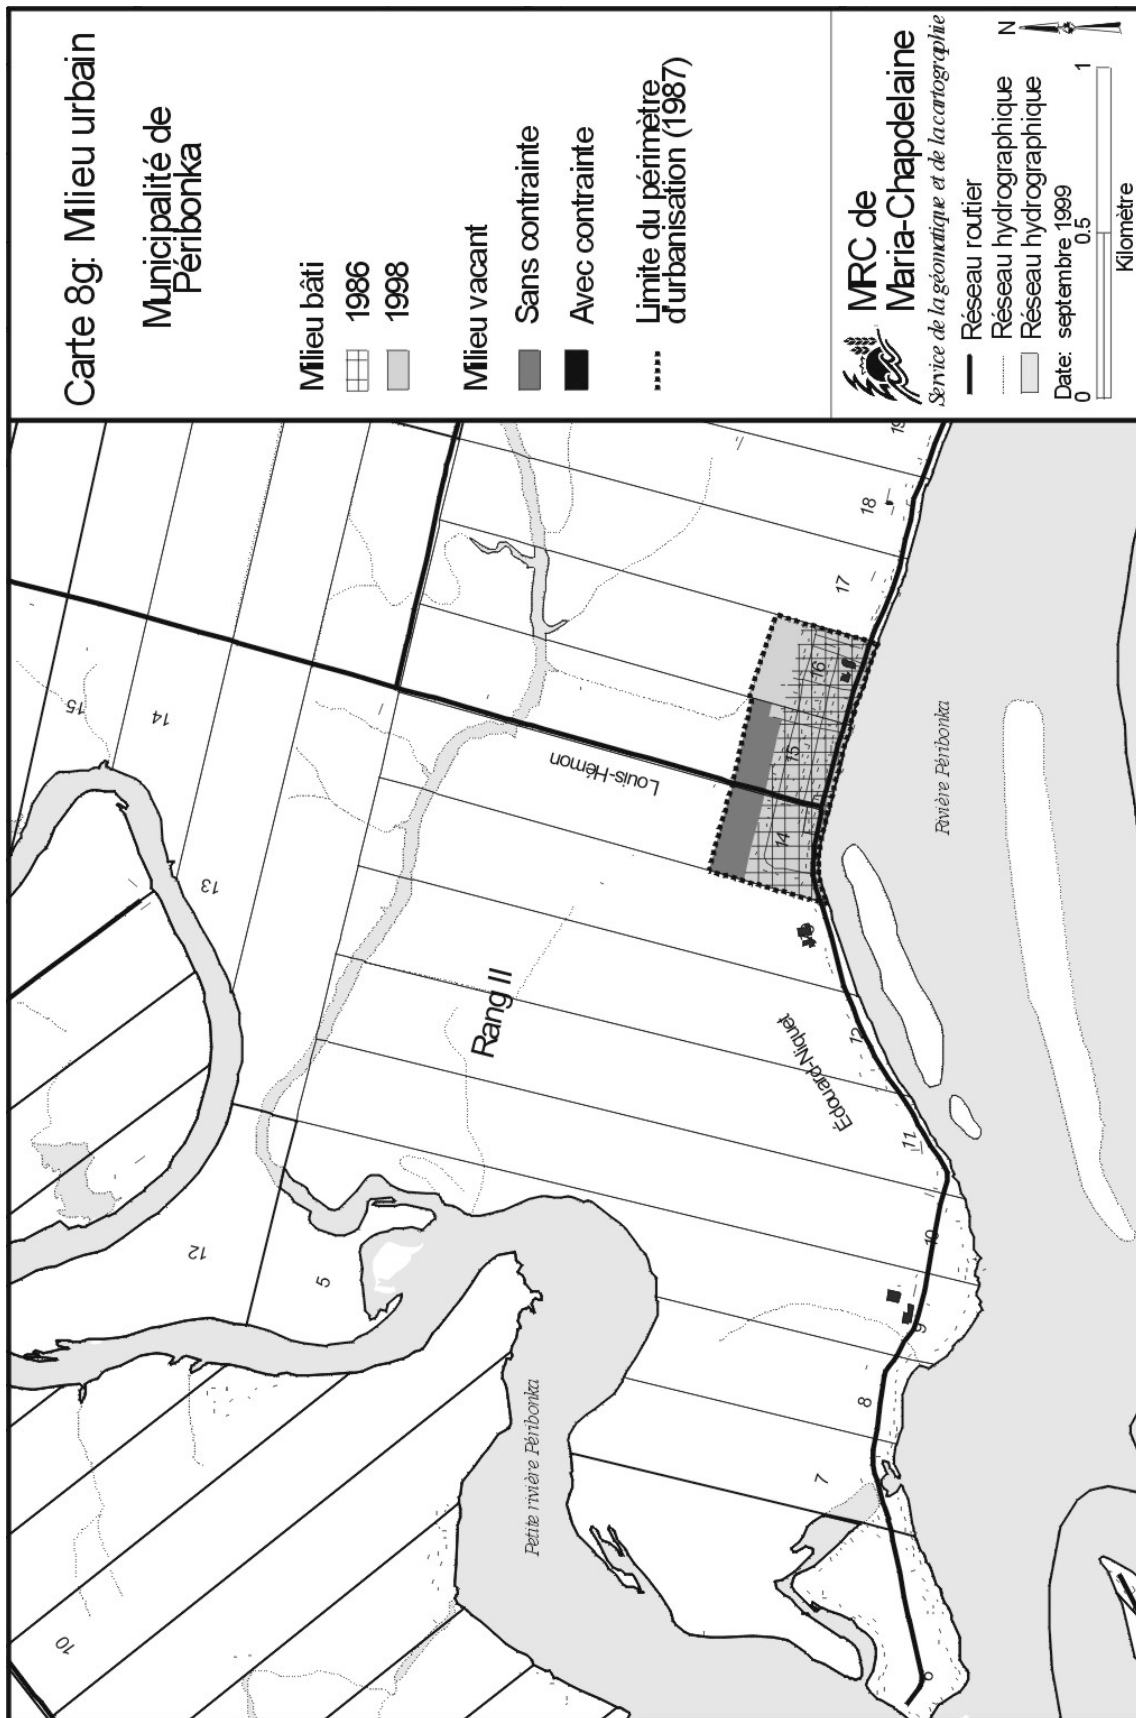 Carte 8g: Milieu urbain
Municipalité de
Péribonka
Milieu bâti
1986
1998
Milieu vacant
Sans contrainte
Avec contrainte
Limite du périmètre
d'urbanisation (1987)
MRC de
Maria-Chapdelaine
Service de la géomatique et de la cartographie
Réseau routier
Réseau hydrographique
Réseau hydrographique
Date: septembre 1999
0
0.5
1
Kilomètre
N
15
14
13
12
5
10
Rang II
Louis-Hémon
Édouard-Niquet
Petite rivière Péribonka
Rivière Péribonka
6
7
8
9
10
11
12
14
15
16
17
18
19